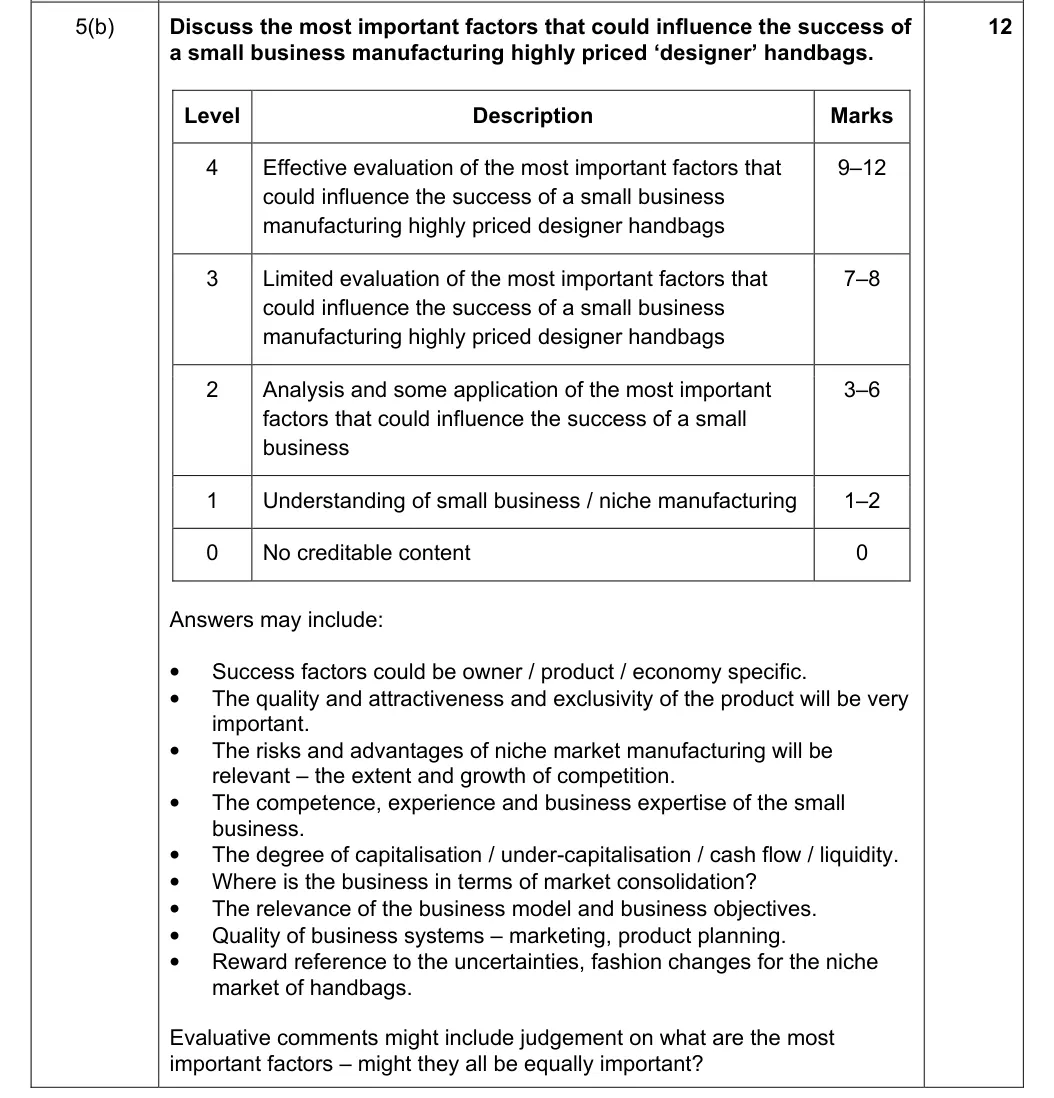 5(b)
Discuss the most important factors that could influence the success of
a small business manufacturing highly priced ‘designer’ handbags.
12
Level Description Marks
4 Effective evaluation of the most important factors that 9–12
could influence the success of a small business
manufacturing highly priced designer handbags
3 Limited evaluation of the most important factors that 7–8
could influence the success of a small business
manufacturing highly priced designer handbags
2 Analysis and some application of the most important 3–6
factors that could influence the success of a small
business
1 Understanding of small business / niche manufacturing 1–2
0 No creditable content 0
Answers may include:
• Success factors could be owner / product / economy specific.
• The quality and attractiveness and exclusivity of the product will be very
important.
• The risks and advantages of niche market manufacturing will be
relevant – the extent and growth of competition.
• The competence, experience and business expertise of the small
business.
• The degree of capitalisation / under-capitalisation / cash flow / liquidity.
• Where is the business in terms of market consolidation?
• The relevance of the business model and business objectives.
• Quality of business systems – marketing, product planning.
• Reward reference to the uncertainties, fashion changes for the niche
market of handbags.
Evaluative comments might include judgement on what are the most
important factors – might they all be equally important?